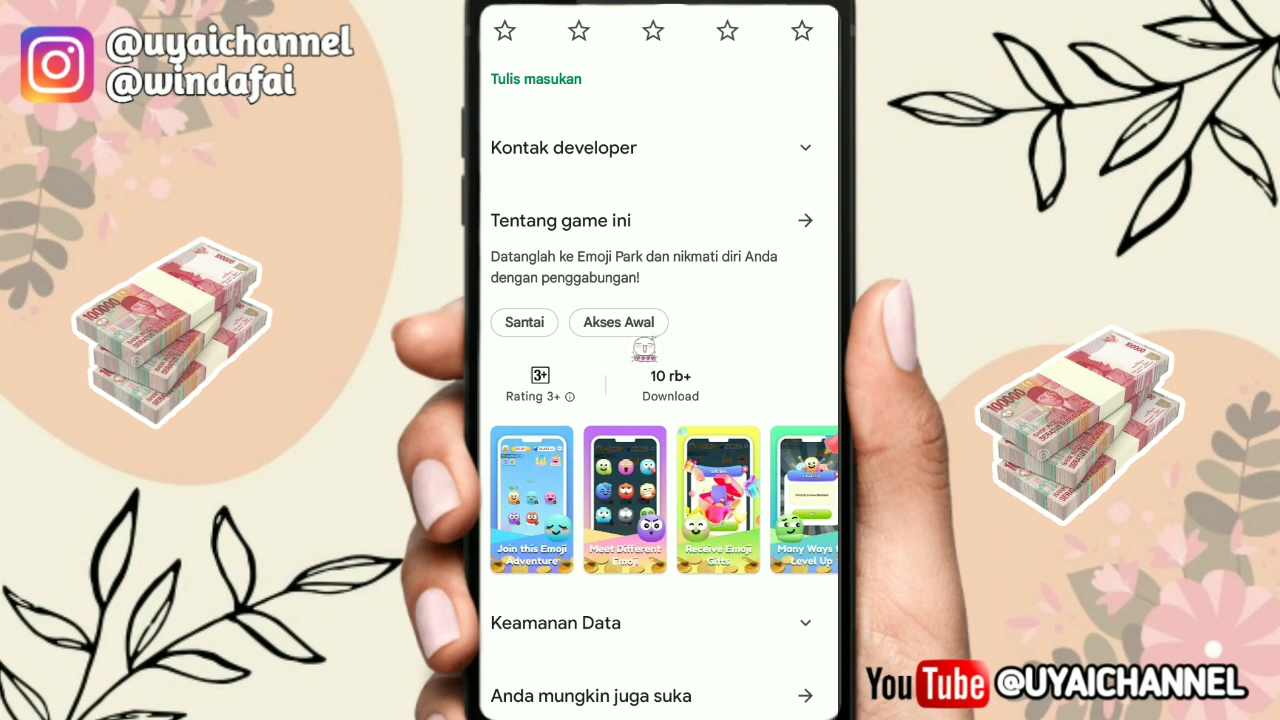 @uyaichannel
@windafai
Tulis masukan
Kontak developer
Tentang game ini
Datanglah ke Emoji Park dan nikmati diri Anda
dengan penggabungan!
Santai
Akses Awal
3+
10 rb+
Rating 3+
Download
Join this Emoji
Adventure
Meet Different
Emoji
Receive Emoji
Gifts
Many Ways t
Level Up
Keamanan Data
Anda mungkin juga suka
100000
100000
YouTube @UYAICHANNEL